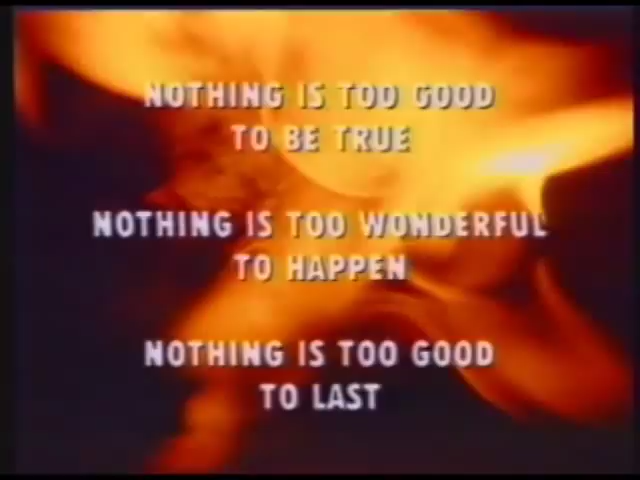 NOTHING IS TOO GOOD
TO BE TRUE
NOTHING IS TOO WONDERFUL
TO HAPPEN
NOTHING IS TOO GOOD
TO LAST